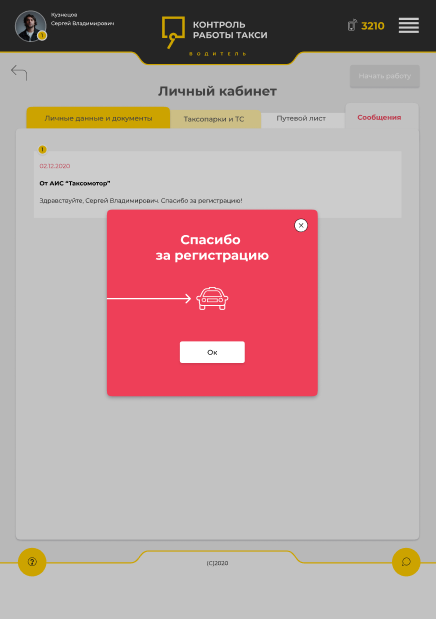 Кузнецов
Сергей Владимирович
!
КОНТРОЛЬ
РАБОТЫ ТАКСИ
ВОДИТЕЛЬ
3210
Начать работу
Личный кабинет
Личные данные и документы
Таксопарки и ТС
Путевой лист
Сообщения
!
02.12.2020
От АИС "Таксомотор"
Здравствуйте, Сергей Владимирович. Спасибо за регистрацию!
Спасибо
за регистрацию
Ок
?
(С)2020